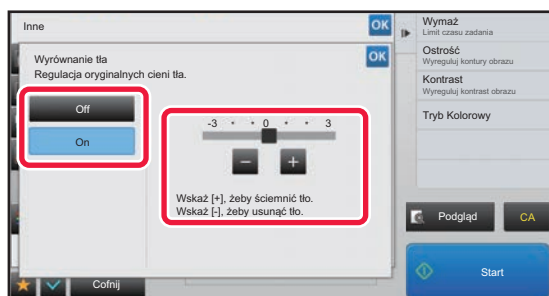 Inne
OK
Wyrównanie tła
OK
Regulacja oryginalnych cieni tła.
Off
On
-3 0 3
− +
Wskaż [+], żeby ściemnić tło.
Wskaż [-], żeby usunąć tło.
Cofnij
Wymaż
Limit czasu zadania
Ostrość
Wyreguluj kontury obrazu
Kontrast
Wyreguluj kontrast obrazu
Tryb Kolorowy
Podgląd
CA
Start